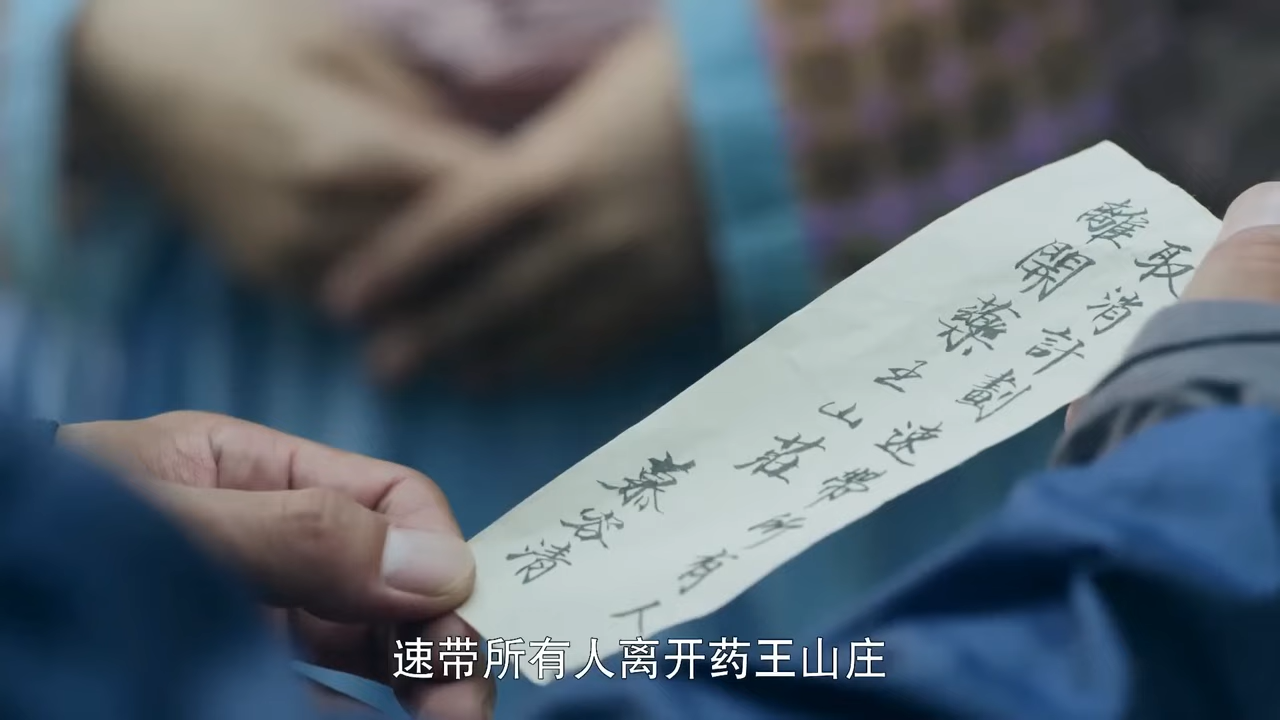 取消計劃速帶所有人
離開藥王山莊
慕容清
速带所有人离开药王山庄